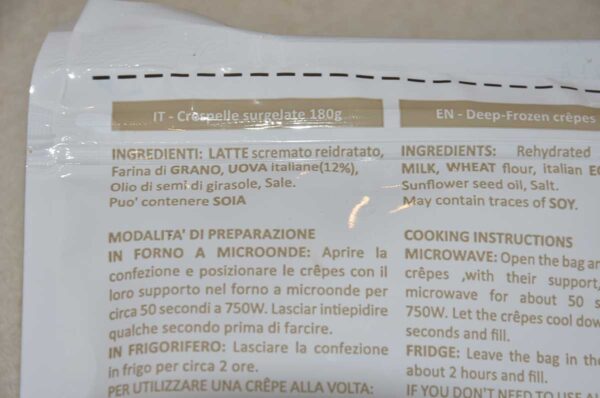 IT - Crespelle surgelate 180g
INGREDIENTI: LATTE scremato reidratato,
Farina di GRANO, UOVA italiane(12%),
Olio di semi di girasole, Sale.
Puo' contenere SOIA
MODALITA' DI PREPARAZIONE
IN FORNO A MICROONDE: Aprire la
confezione e posizionare le crêpes con il
loro supporto nel forno a microonde per
circa 50 secondi a 750W. Lasciar intiepidire
qualche secondo prima di farcire.
IN FRIGORIFERO: Lasciare la confezione
in frigo per circa 2 ore.
PER UTILIZZARE UNA CRÊPE ALLA VOLTA:
EN - Deep-Frozen crêpes
INGREDIENTS: Rehydrated
MILK, WHEAT flour, italian
Sunflower seed oil, Salt.
May contain traces of SOY.
COOKING INSTRUCTIONS
MICROWAVE: Open the bag
crêpes ,with their support,
microwave for about 50
750W. Let the crêpes cool
seconds and fill.
FRIDGE: Leave the bag in the
about 2 hours and fill.
IF YOU DON'T NEED TO USE